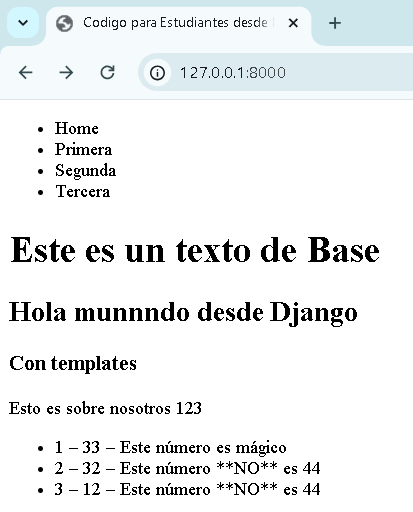 Codigo para Estudiantes desde
127.0.0.1:8000
Home
Primera
Segunda
Tercera
Este es un texto de Base
Hola munnndo desde Django
Con templates
Esto es sobre nosotros 123
1 – 33 – Este número es mágico
2 – 32 – Este número **NO** es 44
3 – 12 – Este número **NO** es 44